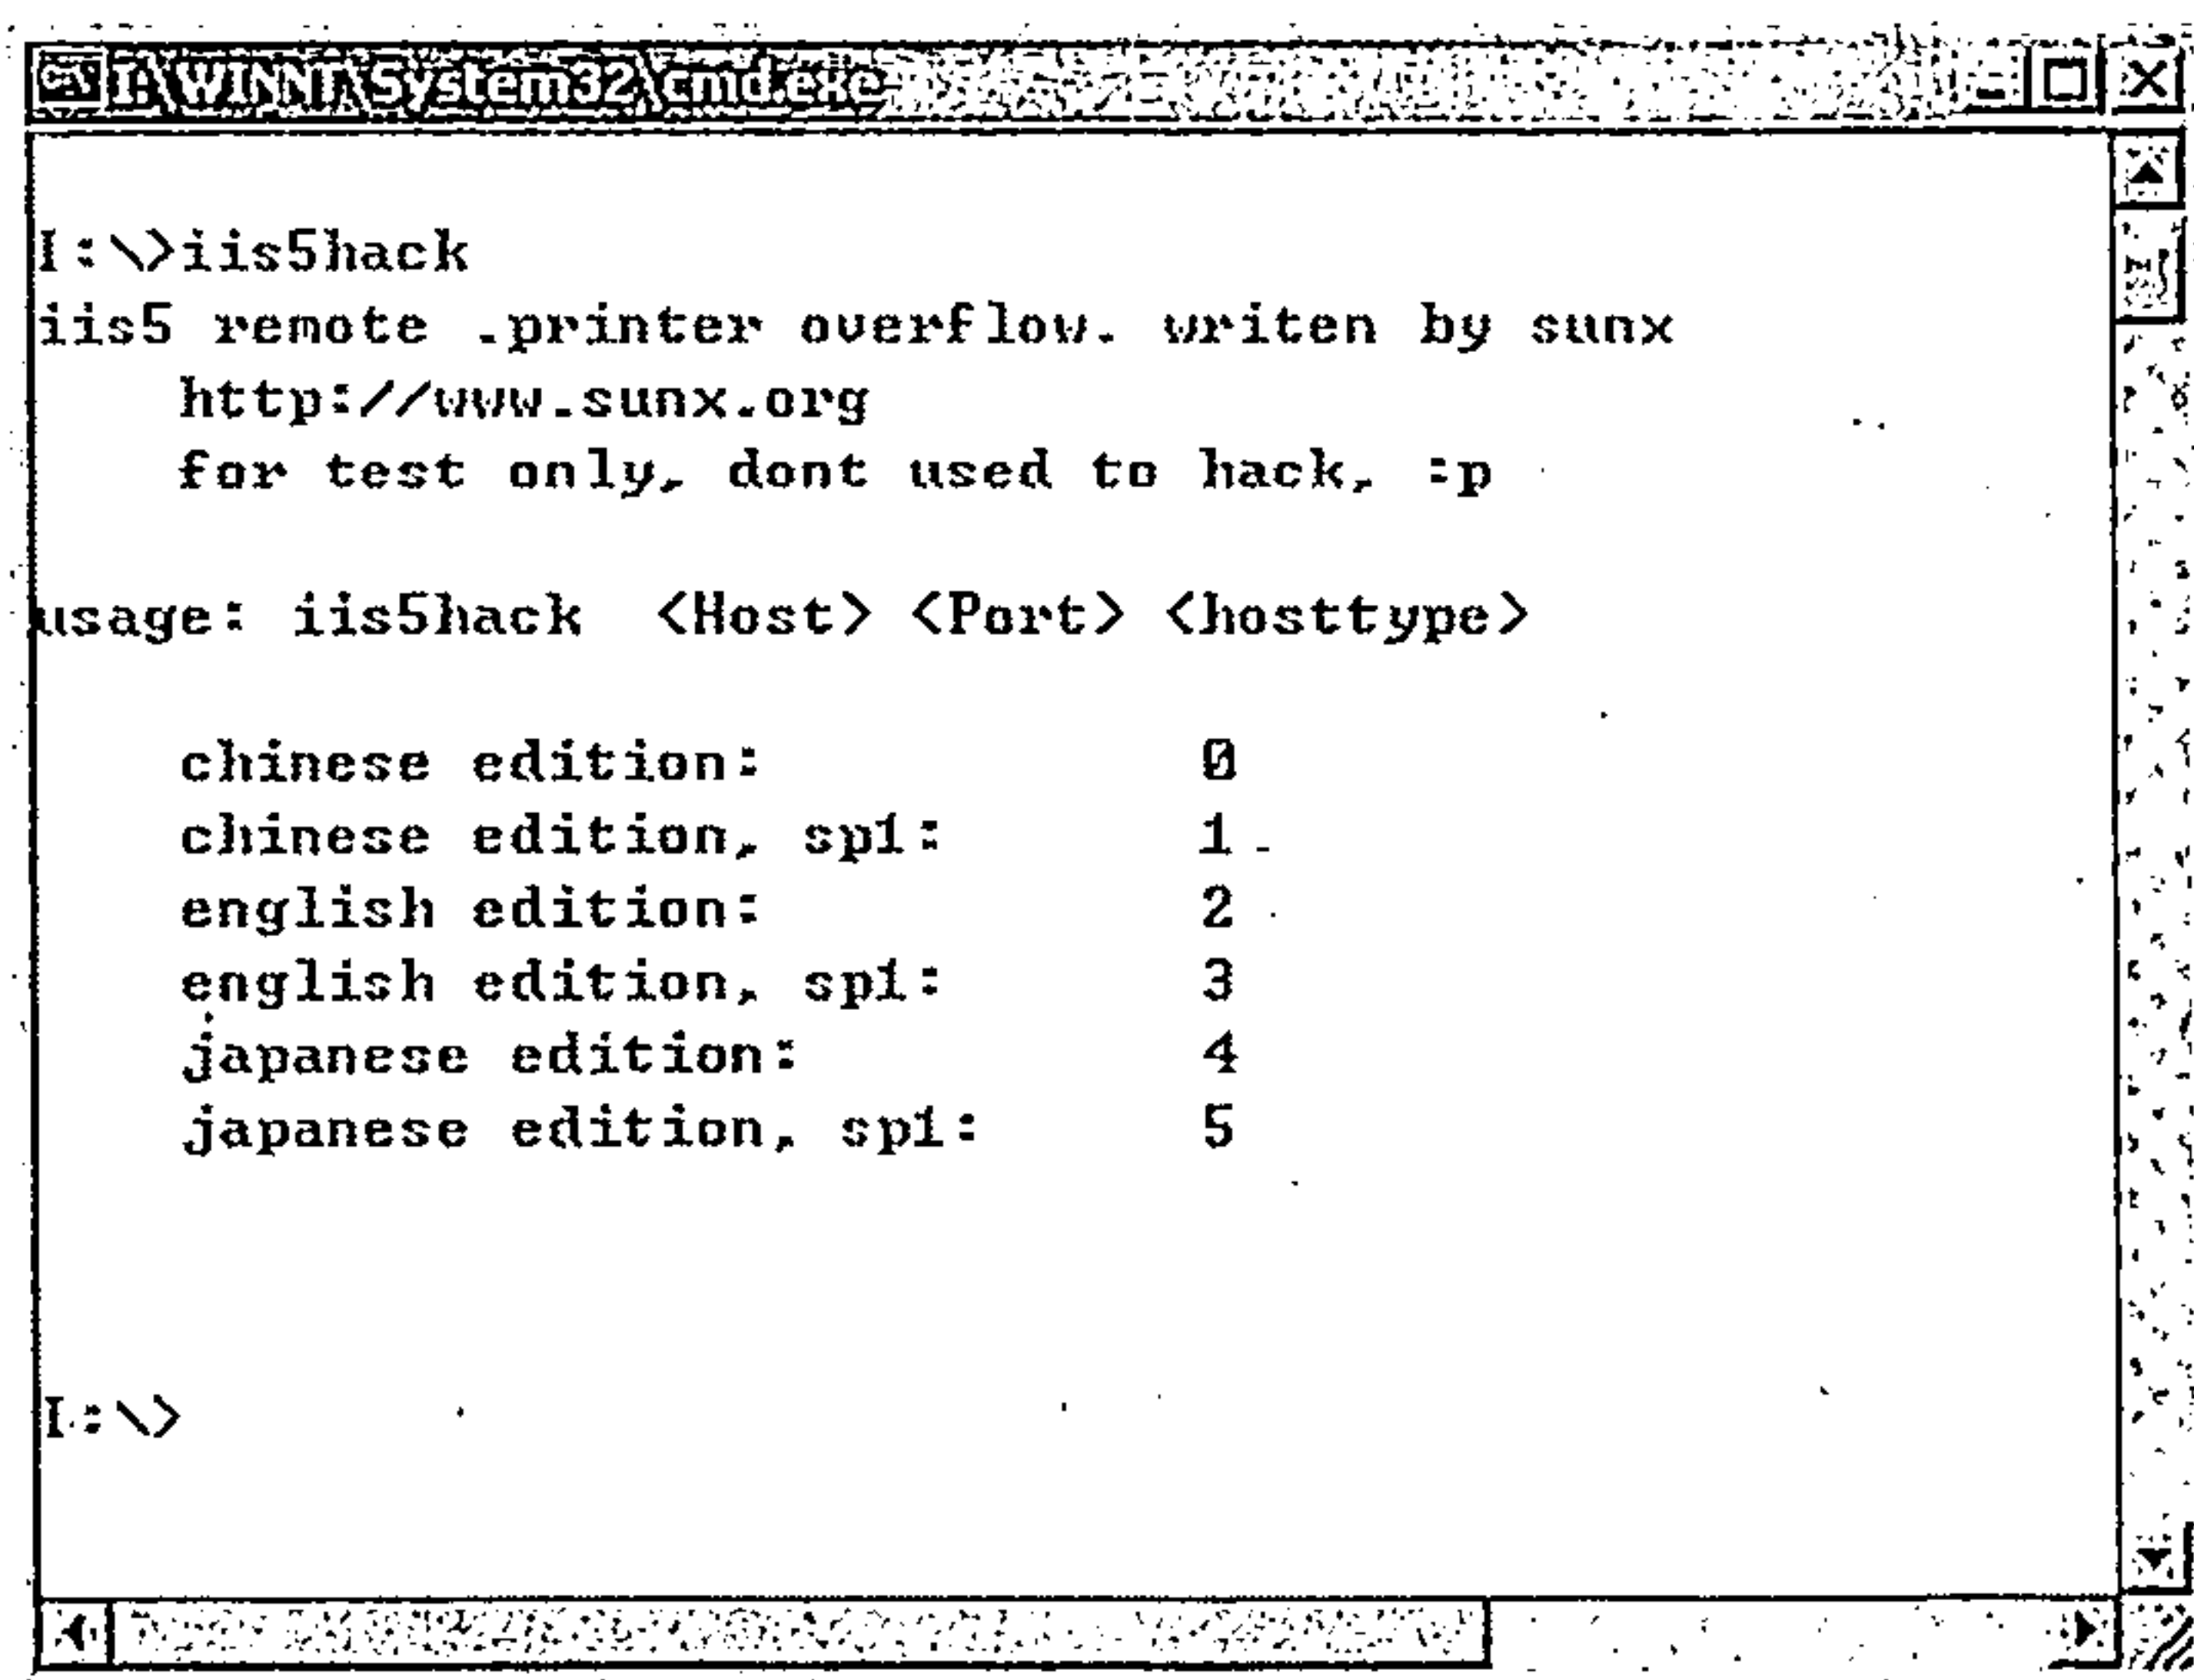 I:\WINNT\System32\cmd.exe
I:\>iis5hack
iis5 remote .printer overflow. writen by sunx
http://www.sunx.org
for test only, dont used to hack, :p
usage: iis5hack <Host> <Port> <hosttype>
chinese edition: 0
chinese edition, sp1: 1
english edition: 2
english edition, sp1: 3
japanese edition: 4
japanese edition, sp1: 5
I:\>